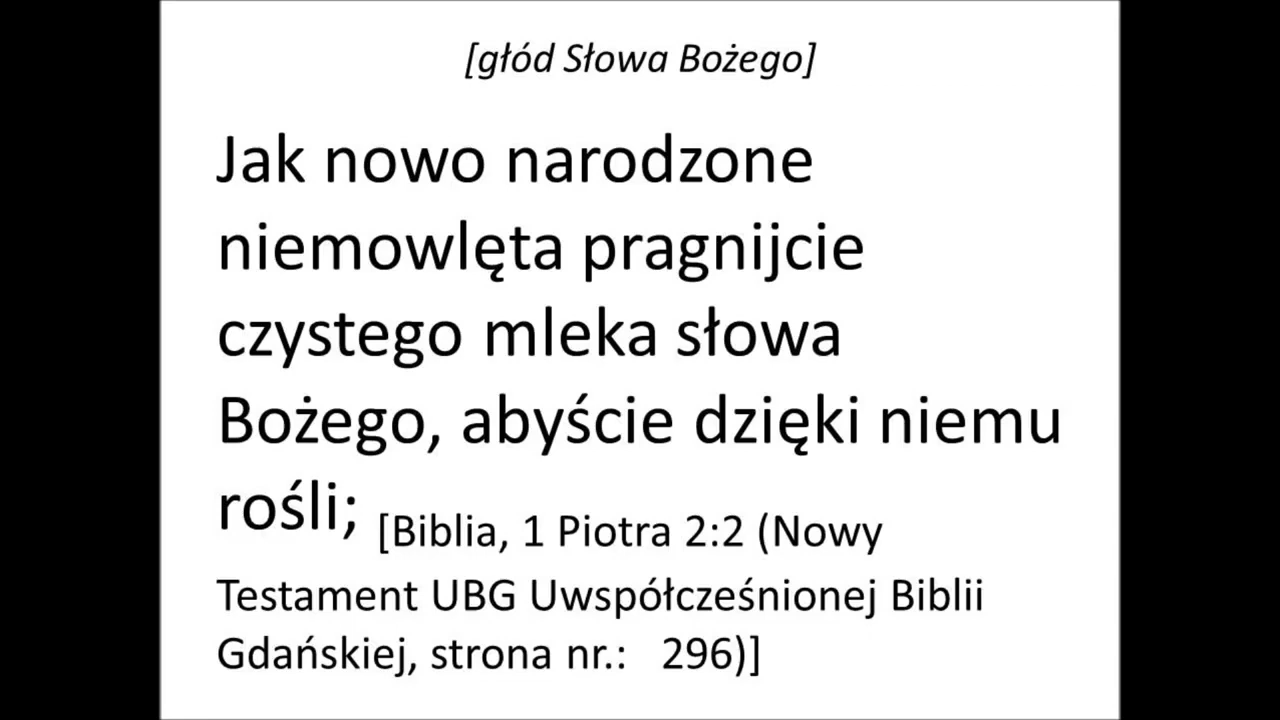 [głód Słowa Bożego]
Jak nowo narodzone
niemowlęta pragnijcie
czystego mleka słowa
Bożego, abyście dzięki niemu
rośli; [Biblia, 1 Piotra 2:2 (Nowy
Testament UBG Uwspółcześnionej Biblii
Gdańskiej, strona nr.:   296)]